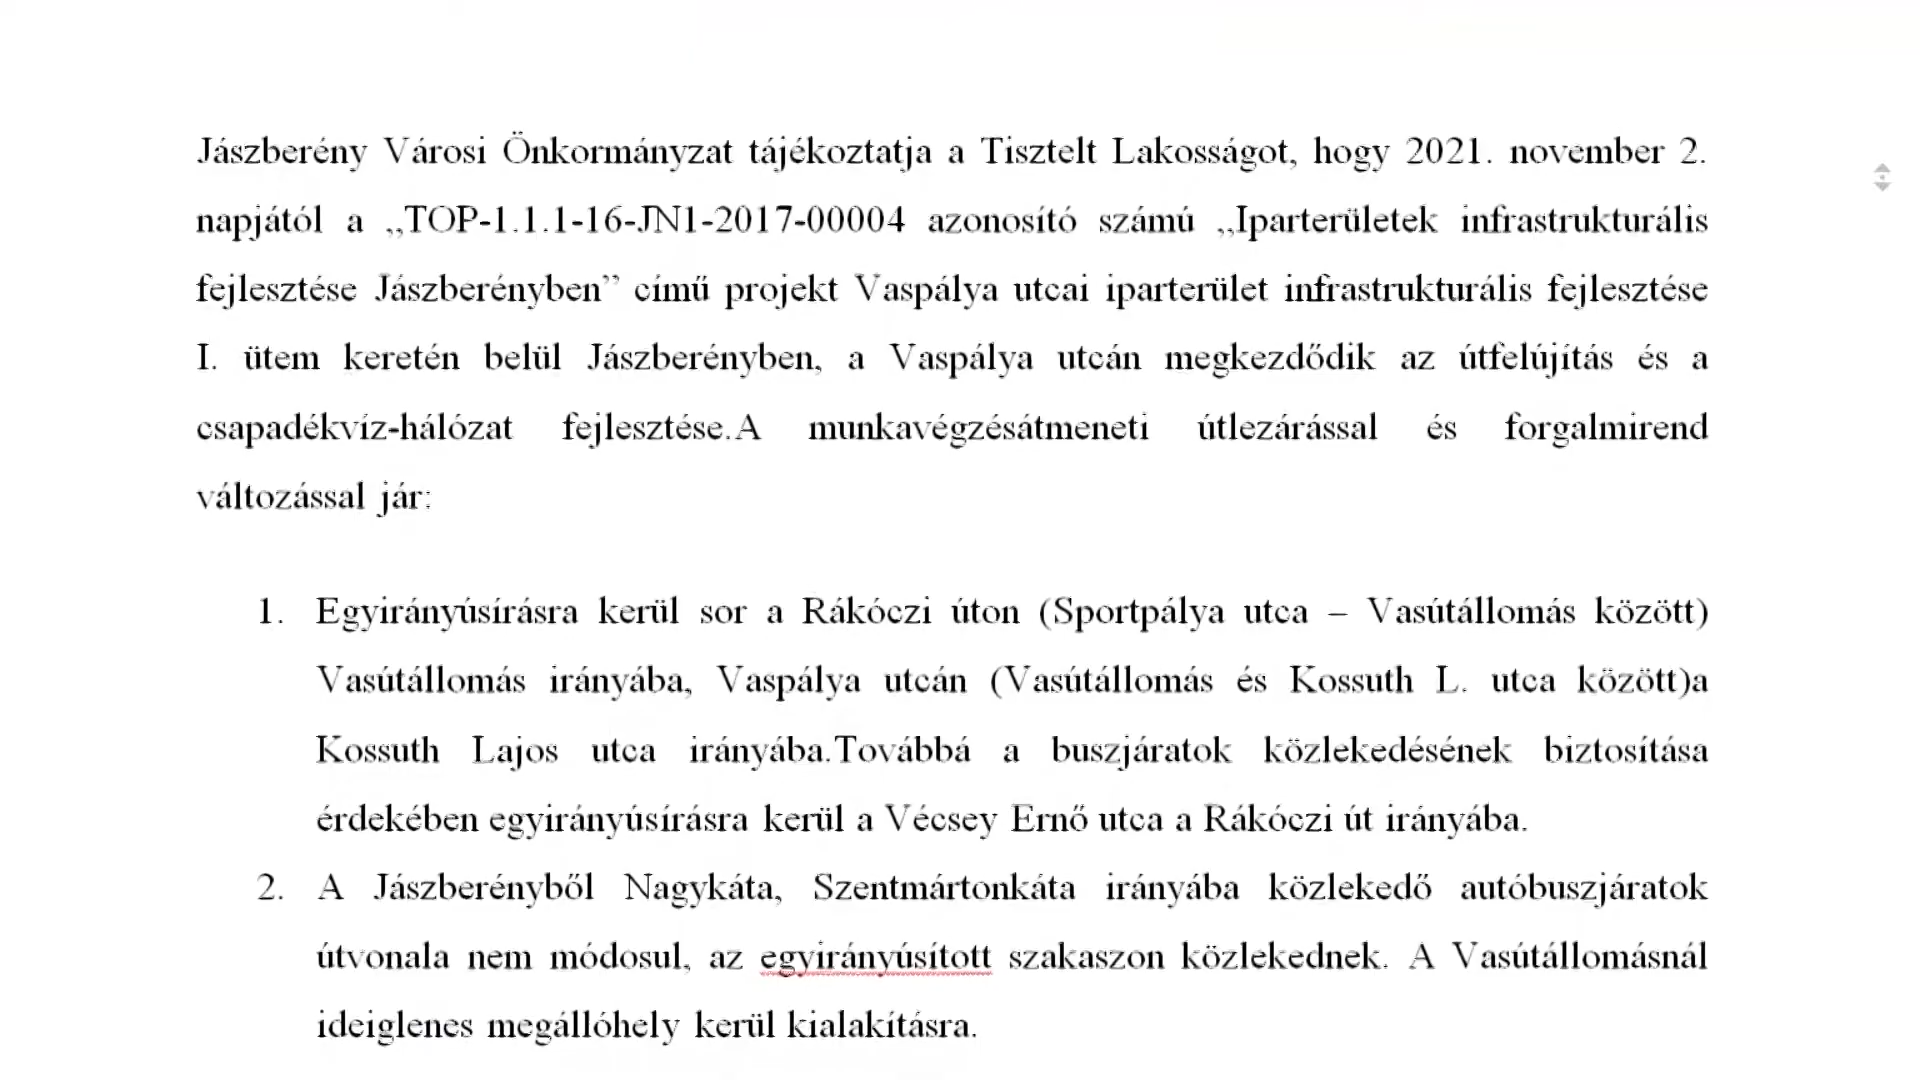 Jászberény Városi Önkormányzat tájékoztatja a Tisztelt Lakosságot, hogy 2021. november 2.
napjától a „TOP-1.1.1-16-JN1-2017-00004 azonosító számú „Iparterületek infrastrukturális
fejlesztése Jászberényben” című projekt Vaspálya utcai iparterület infrastrukturális fejlesztése
I. ütem keretén belül Jászberényben, a Vaspálya utcán megkezdődik az útfelújítás és a
csapadékvíz-hálózat fejlesztése.A munkavégzésátmeneti útlezárással és forgalmirend
változással jár:
1. Egyirányúsírásra kerül sor a Rákóczi úton (Sportpálya utca – Vasútállomás között)
Vasútállomás irányába, Vaspálya utcán (Vasútállomás és Kossuth L. utca között)a
Kossuth Lajos utca irányába.Továbbá a buszjáratok közlekedésének biztosítása
érdekében egyirányúsírásra kerül a Vécsey Ernő utca a Rákóczi út irányába.
2. A Jászberényből Nagykáta, Szentmártonkáta irányába közlekedő autóbuszjáratok
útvonala nem módosul, az egyirányúsított szakaszon közlekednek. A Vasútállomásnál
ideiglenes megállóhely kerül kialakításra.